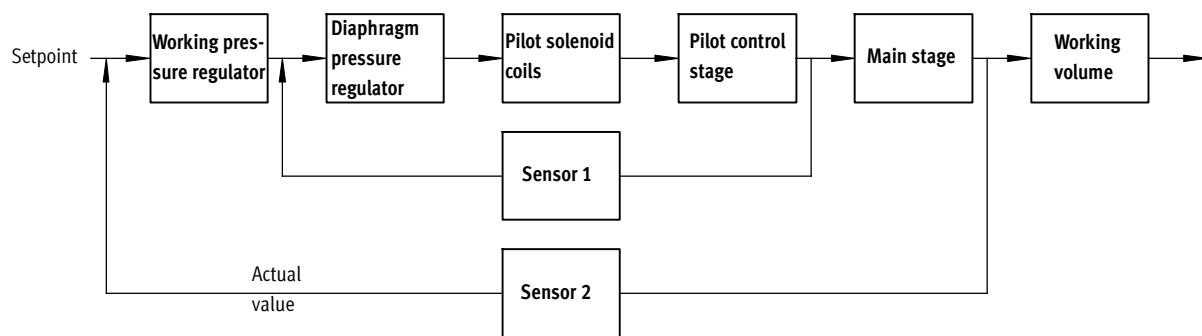 Setpoint
Working pres-
sure regulator
Diaphragm
pressure
regulator
Pilot solenoid
coils
Pilot control
stage
Main stage
Working
volume
Sensor 1
Actual
value
Sensor 2